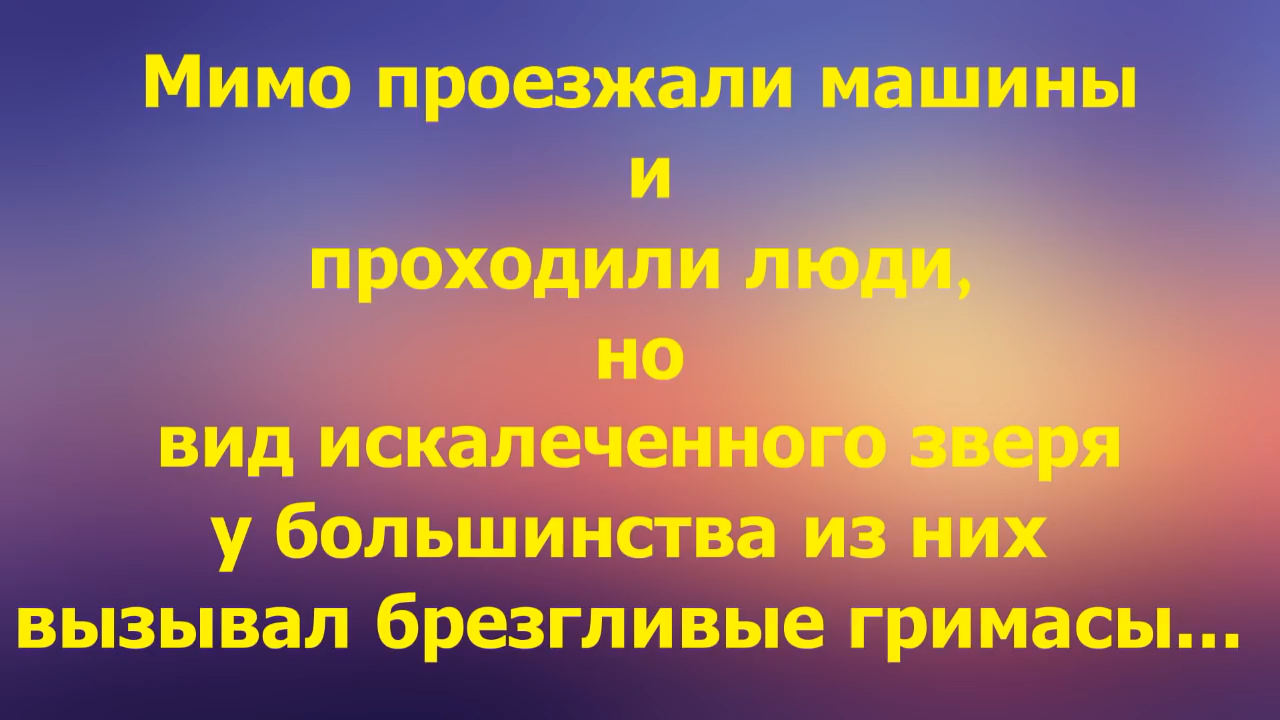 Мимо проезжали машины
и
проходили люди,
но
вид искалеченного зверя
у большинства из них
вызывал брезгливые гримасы...